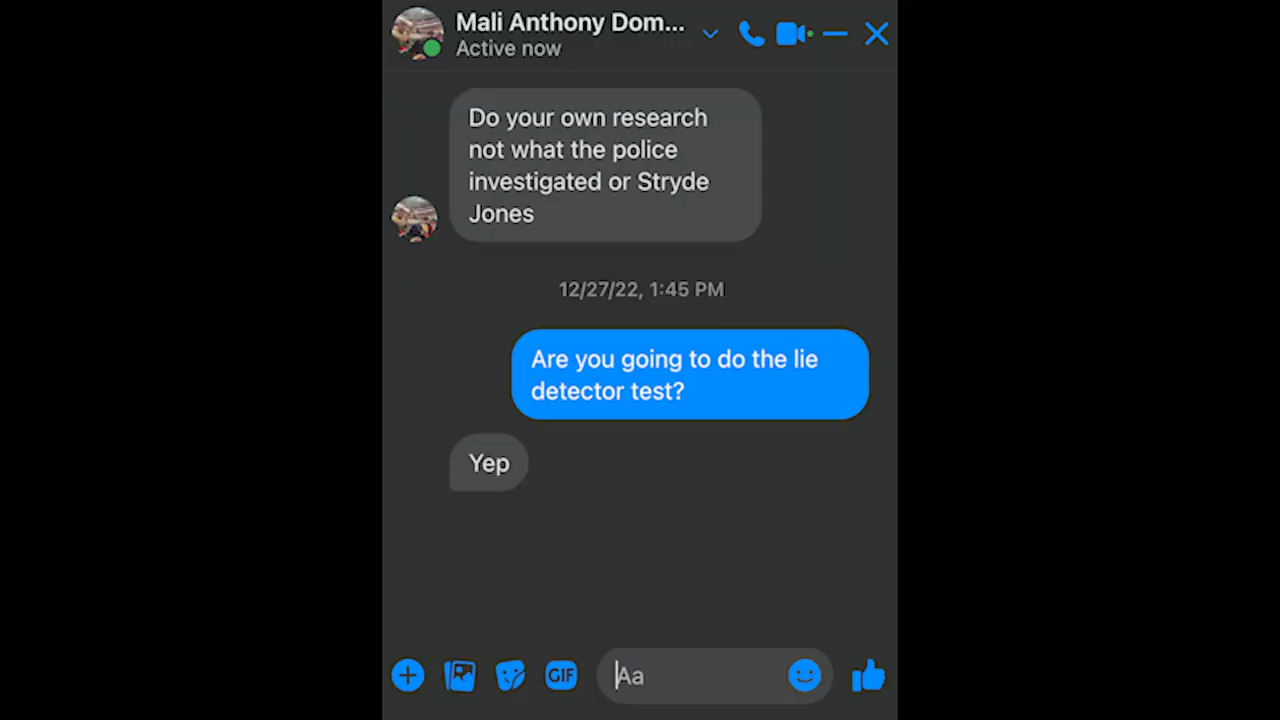 Mali Anthony Dom...
Active now
Do your own research
not what the police
investigated or Stryde
Jones
12/27/22, 1:45 PM
Are you going to do the lie
detector test?
Yep
GIF
Aa